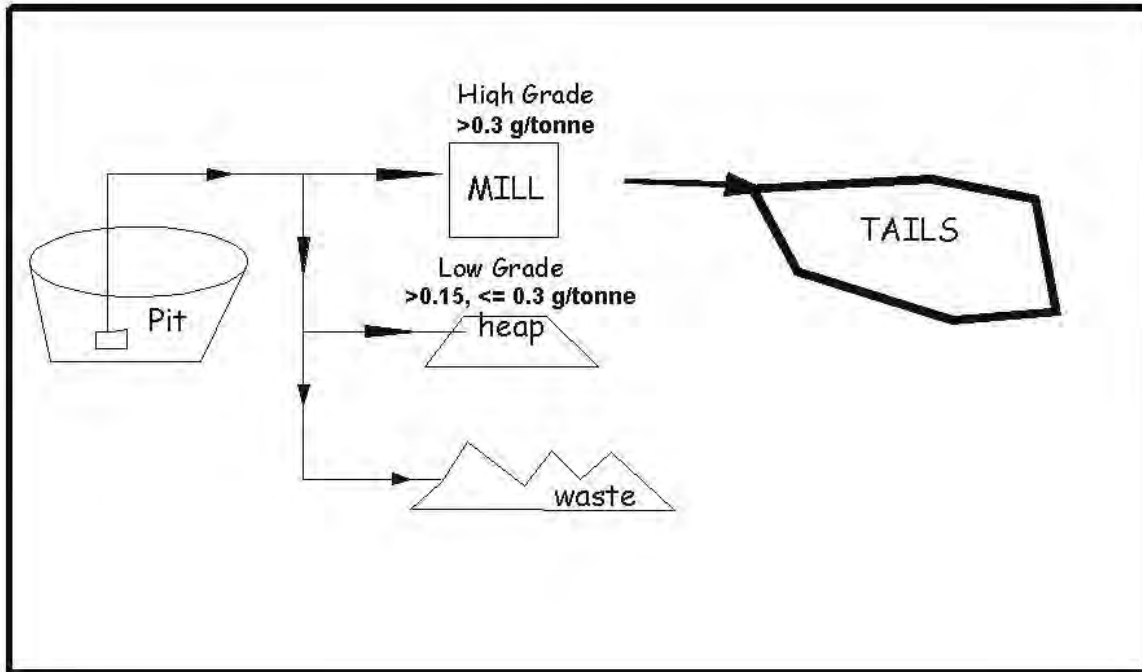 High Grade
>0.3 g/tonne
MILL
TAILS
Low Grade
>0.15, <= 0.3 g/tonne
heap
Pit
waste